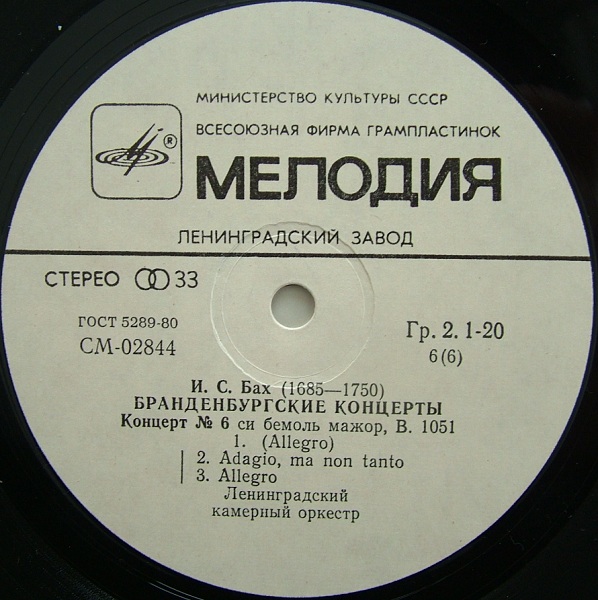 МИНИСТЕРСТВО КУЛЬТУРЫ СССР
ВСЕСОЮЗНАЯ ФИРМА ГРАМПЛАСТИНОК
®
МЕЛОДИЯ
ЛЕНИНГРАДСКИЙ ЗАВОД
СТЕРЕО 33
ГОСТ 5289-80
СМ-02844
Гр. 2. 1-20
6(6)
И. С. Бах (1685—1750)
БРАНДЕНБУРГСКИЕ КОНЦЕРТЫ
Концерт № 6 си бемоль мажор, В. 1051
1. (Allegro)
2. Adagio, ma non tanto
3. Allegro
Ленинградский
камерный оркестр